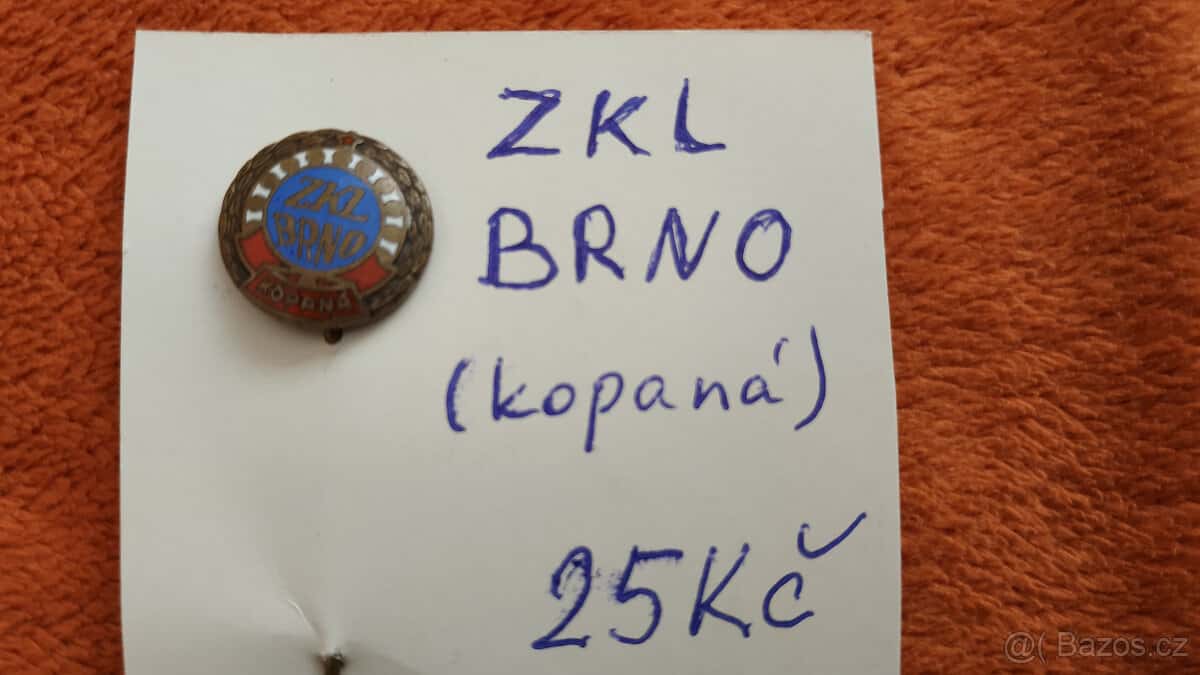 ZKL
BRNO
KOPANÁ
ZKL
BRNO
(kopaná)
25Kč
@( Bazos.cz